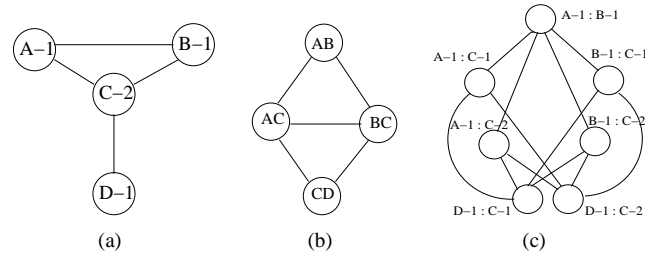 A−1
B−1
C−2
D−1
(a)
AB
AC
BC
CD
(b)
A−1 : B−1
A−1 : C−1
B−1 : C−1
A−1 : C−2
B−1 : C−2
D−1 : C−1
D−1 : C−2
(c)